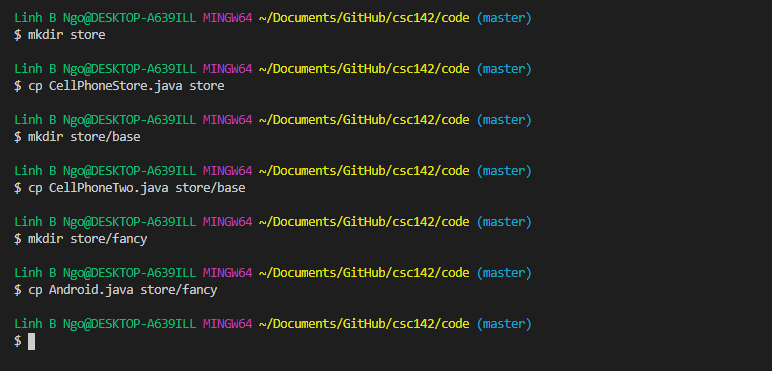 Linh B Ngo@DESKTOP-A639ILL MINGW64 ~/Documents/GitHub/csc142/code (master)
$ mkdir store
Linh B Ngo@DESKTOP-A639ILL MINGW64 ~/Documents/GitHub/csc142/code (master)
$ cp CellPhoneStore.java store
Linh B Ngo@DESKTOP-A639ILL MINGW64 ~/Documents/GitHub/csc142/code (master)
$ mkdir store/base
Linh B Ngo@DESKTOP-A639ILL MINGW64 ~/Documents/GitHub/csc142/code (master)
$ cp CellPhoneTwo.java store/base
Linh B Ngo@DESKTOP-A639ILL MINGW64 ~/Documents/GitHub/csc142/code (master)
$ mkdir store/fancy
Linh B Ngo@DESKTOP-A639ILL MINGW64 ~/Documents/GitHub/csc142/code (master)
$ cp Android.java store/fancy
Linh B Ngo@DESKTOP-A639ILL MINGW64 ~/Documents/GitHub/csc142/code (master)
$